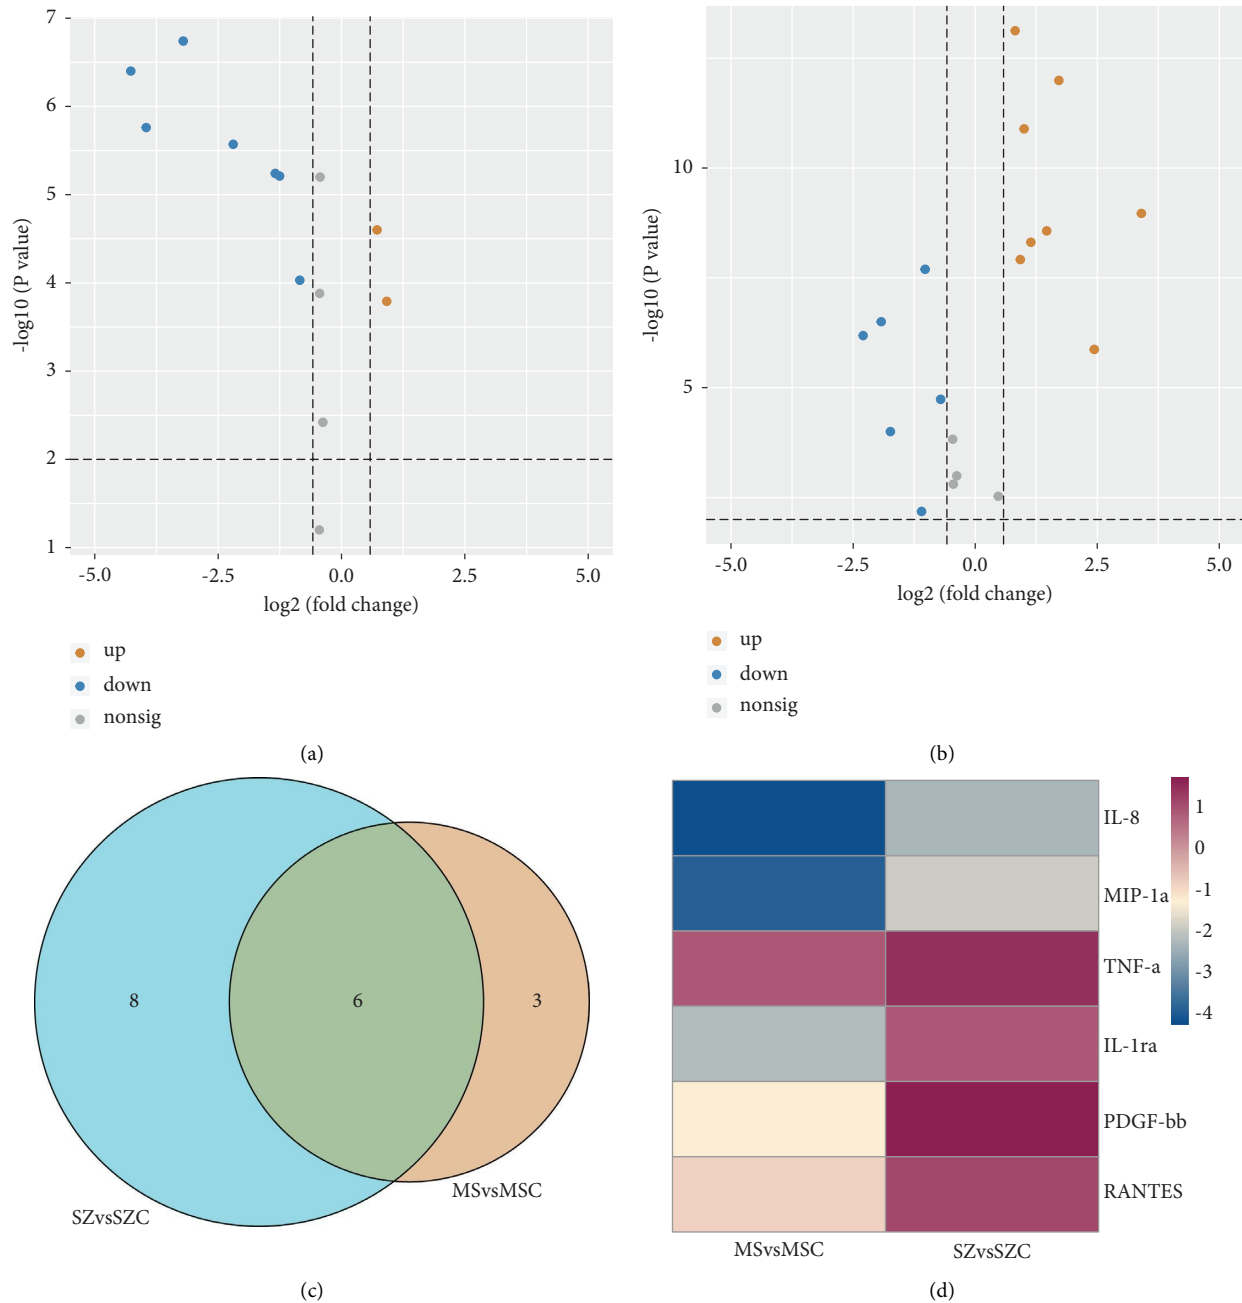 7
6
5
4
3
2
1
-log10 (P value)
-5.0 -2.5 0.0 2.5 5.0
log2 (fold change)
up
down
nonsig
(a)
10
5
-log10 (P value)
-5.0 -2.5 0.0 2.5 5.0
log2 (fold change)
up
down
nonsig
(b)
8 6 3
MSvsMSC
SZvsSZC
(c)
IL-8
MIP-1a
TNF-a
IL-1ra
PDGF-bb
RANTES
1
0
-1
-2
-3
-4
MSvsMSC SZvsSZC
(d)